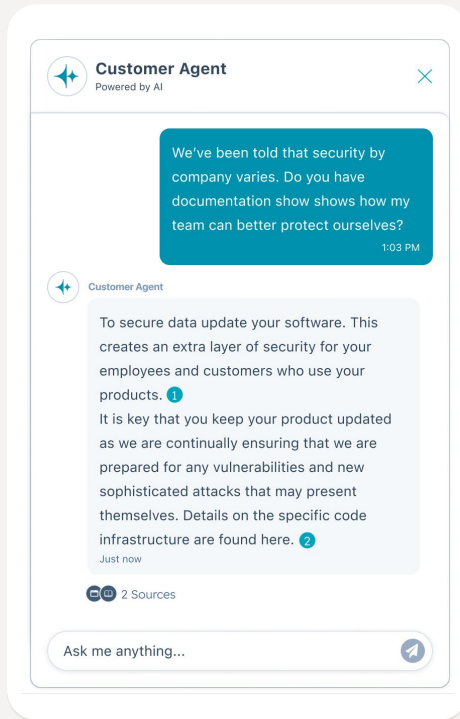 Customer Agent
Powered by AI
We've been told that security by
company varies. Do you have
documentation show shows how my
team can better protect ourselves?
1:03 PM
Customer Agent
To secure data update your software. This
creates an extra layer of security for your
employees and customers who use your
products. 1
It is key that you keep your product updated
as we are continually ensuring that we are
prepared for any vulnerabilities and new
sophisticated attacks that may present
themselves. Details on the specific code
infrastructure are found here. 2
Just now
2 Sources
Ask me anything...